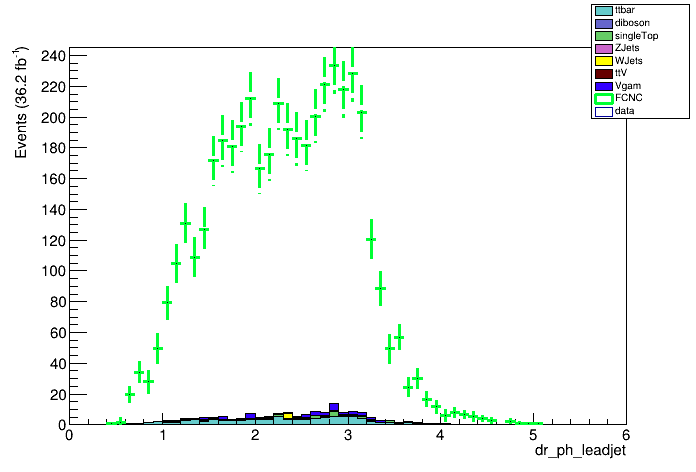 ttbar
diboson
singleTop
ZJets
WJets
ttV
Vgam
FCNC
data
Events (36.2 fb⁻¹)
240
220
200
180
160
140
120
100
80
60
40
20
0
0 1 2 3 4 5 6
dr_ph_leadjet